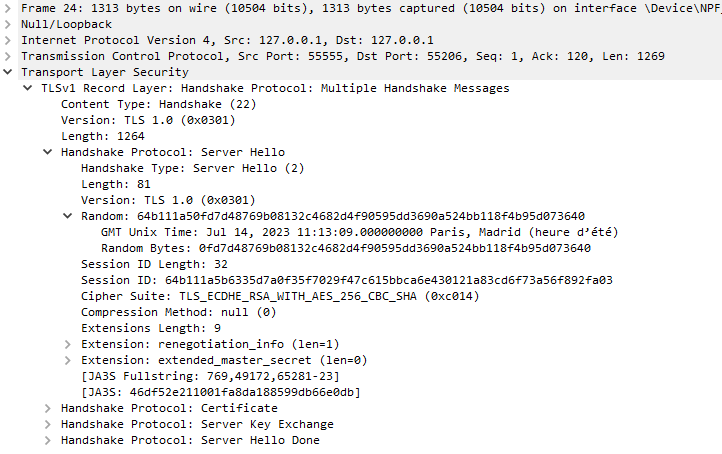 Frame 24: 1313 bytes on wire (10504 bits), 1313 bytes captured (10504 bits) on interface \Device\NPF_
Null/Loopback
Internet Protocol Version 4, Src: 127.0.0.1, Dst: 127.0.0.1
Transmission Control Protocol, Src Port: 55555, Dst Port: 55206, Seq: 1, Ack: 120, Len: 1269
Transport Layer Security
TLSv1 Record Layer: Handshake Protocol: Multiple Handshake Messages
Content Type: Handshake (22)
Version: TLS 1.0 (0x0301)
Length: 1264
Handshake Protocol: Server Hello
Handshake Type: Server Hello (2)
Length: 81
Version: TLS 1.0 (0x0301)
Random: 64b111a50fd7d48769b08132c4682d4f90595dd3690a524bb118f4b95d073640
GMT Unix Time: Jul 14, 2023 11:13:09.000000000 Paris, Madrid (heure d’été)
Random Bytes: 0fd7d48769b08132c4682d4f90595dd3690a524bb118f4b95d073640
Session ID Length: 32
Session ID: 64b111a5b6335d7a0f35f7029f47c615bbca6e430121a83cd6f73a56f892fa03
Cipher Suite: TLS_ECDHE_RSA_WITH_AES_256_CBC_SHA (0xc014)
Compression Method: null (0)
Extensions Length: 9
Extension: renegotiation_info (len=1)
Extension: extended_master_secret (len=0)
[JA3S Fullstring: 769,49172,65281-23]
[JA3S: 46df52e211001fa8da188599db66e0db]
Handshake Protocol: Certificate
Handshake Protocol: Server Key Exchange
Handshake Protocol: Server Hello Done